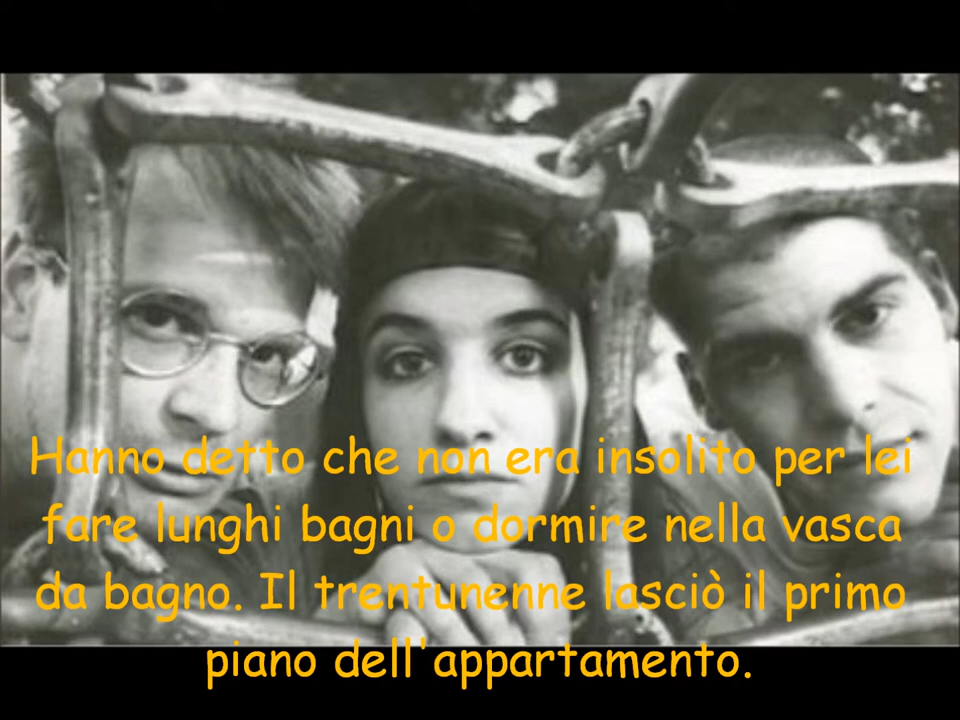 Hanno detto che non era insolito per lei
fare lunghi bagni o dormire nella vasca
da bagno. Il trentunenne lasciò il primo
piano dell'appartamento.